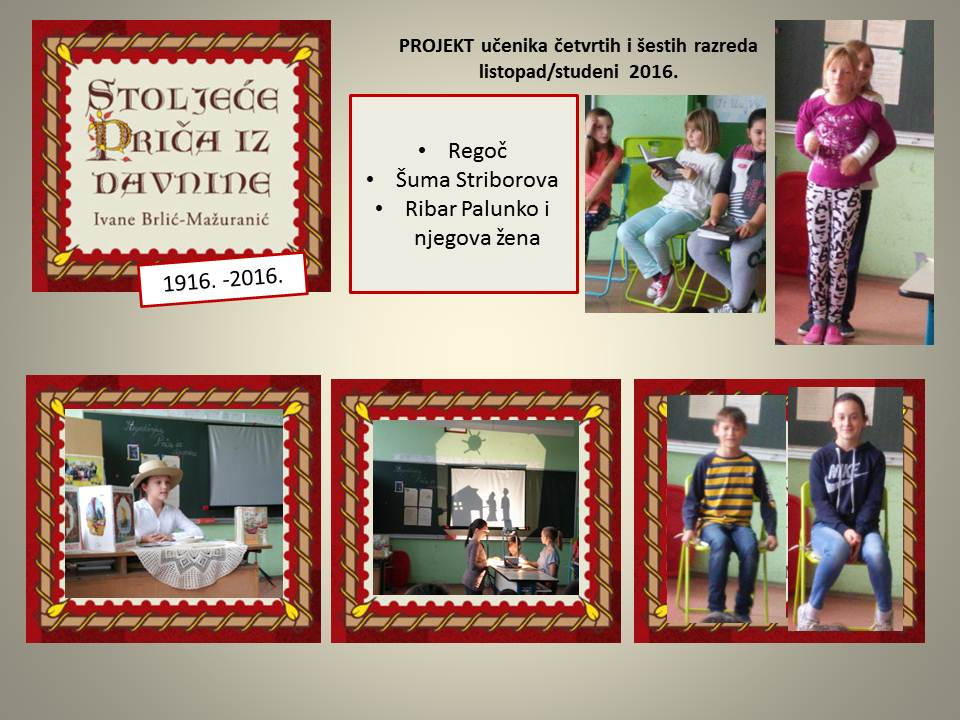 STOLJEĆE
PRIČA IZ
DAVNINE
Ivane Brlić-Mažuranić
1916. -2016.
PROJEKT učenika četvrtih i šestih razreda
listopad/studeni 2016.
• Regoč
• Šuma Striborova
• Ribar Palunko i
njegova žena
NIKE